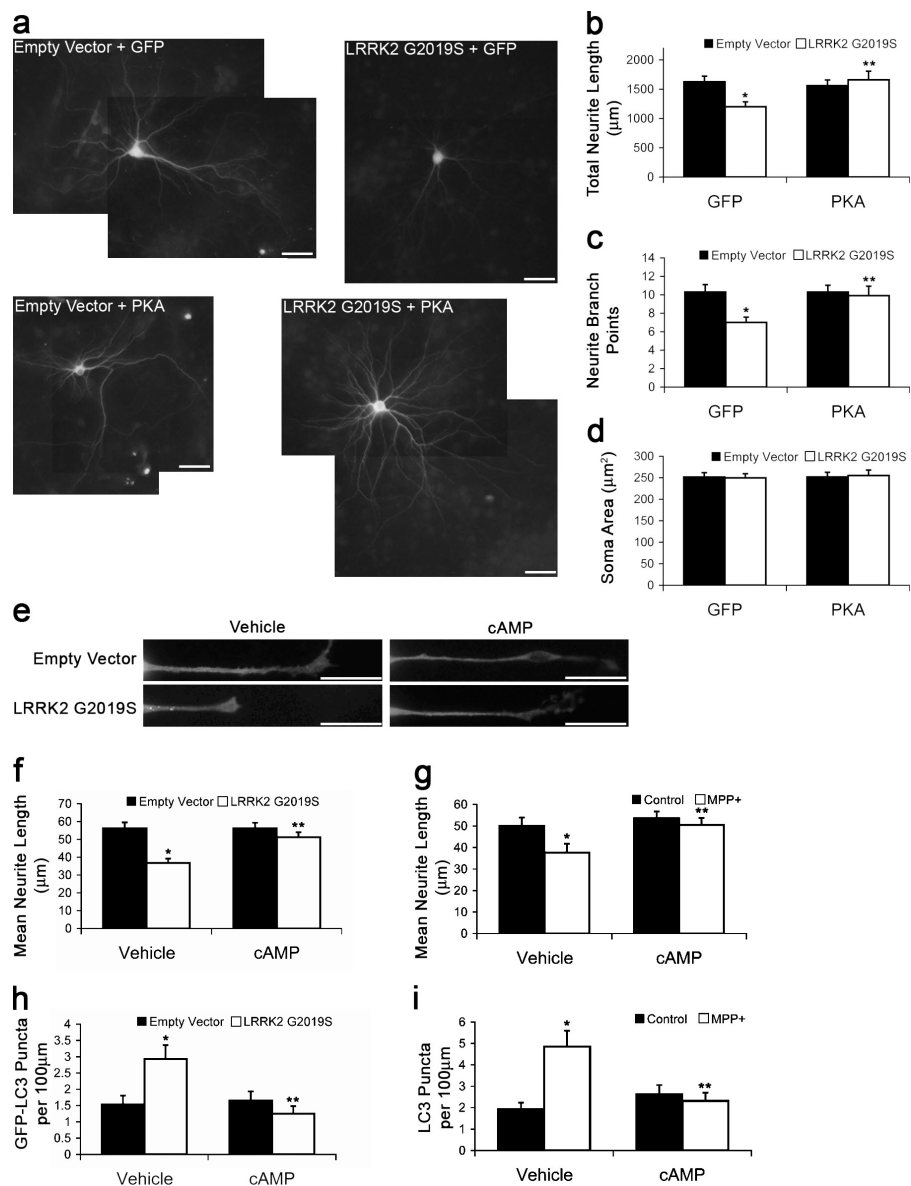 a
Empty Vector + GFP
LRRK2 G2019S + GFP
Empty Vector + PKA
LRRK2 G2019S + PKA
b
Empty Vector LRRK2 G2019S
Total Neurite Length
(μm)
2000
1500
1000
500
0
*
**
GFP PKA
c
Empty Vector LRRK2 G2019S
Neurite Branch
Points
14
12
10
8
6
4
2
0
*
**
GFP PKA
d
Empty Vector LRRK2 G2019S
Soma Area (μm²)
300
250
200
150
100
50
0
GFP PKA
e
Vehicle cAMP
Empty Vector
LRRK2 G2019S
f
Empty Vector LRRK2 G2019S
Mean Neurite Length
(μm)
70
60
50
40
30
20
10
0
*
**
Vehicle cAMP
g
Control MPP+
Mean Neurite Length
(μm)
60
50
40
30
20
10
0
*
**
Vehicle cAMP
h
Empty Vector LRRK2 G2019S
GFP-LC3 Puncta
per 100μm
4
3.5
3
2.5
2
1.5
1
0.5
0
*
**
Vehicle cAMP
i
Control MPP+
LC3 Puncta
per 100μm
6
5
4
3
2
1
0
*
**
Vehicle cAMP